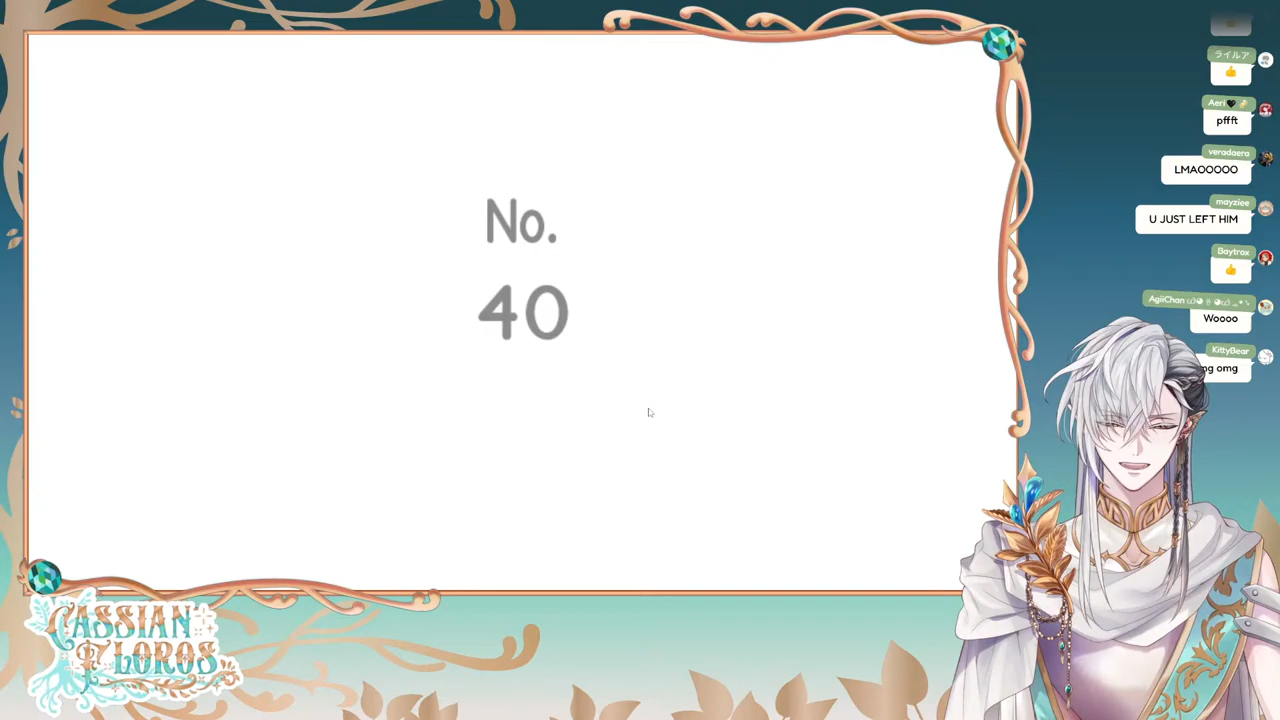 No.
40
ライルア
👍
Aeri🖤
pffft
veradaera
LMAOOOOO
mayziee
U JUST LEFT HIM
Baytrax
👍
AgiiChan
Woooo
KittyBear
omg
CASSIAN
FLOROS